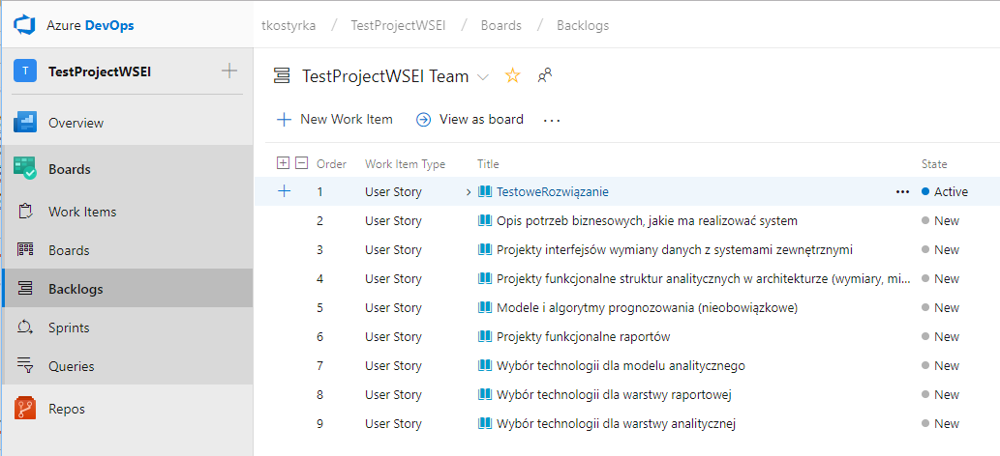 Azure DevOps
tkostyrka / TestProjectWSEI / Boards / Backlogs
T TestProjectWSEI
TestProjectWSEI Team
Overview
New Work Item View as board ...
Boards
Work Items
Boards
Backlogs
Sprints
Queries
Repos
Order Work Item Type Title State
1 User Story TestoweRozwiązanie ... Active
2 User Story Opis potrzeb biznesowych, jakie ma realizować system New
3 User Story Projekty interfejsów wymiany danych z systemami zewnętrznymi New
4 User Story Projekty funkcjonalne struktur analitycznych w architekturze (wymiary, mi... New
5 User Story Modele i algorytmy prognozowania (nieobowiązkowe) New
6 User Story Projekty funkcjonalne raportów New
7 User Story Wybór technologii dla modelu analitycznego New
8 User Story Wybór technologii dla warstwy raportowej New
9 User Story Wybór technologii dla warstwy analitycznej New